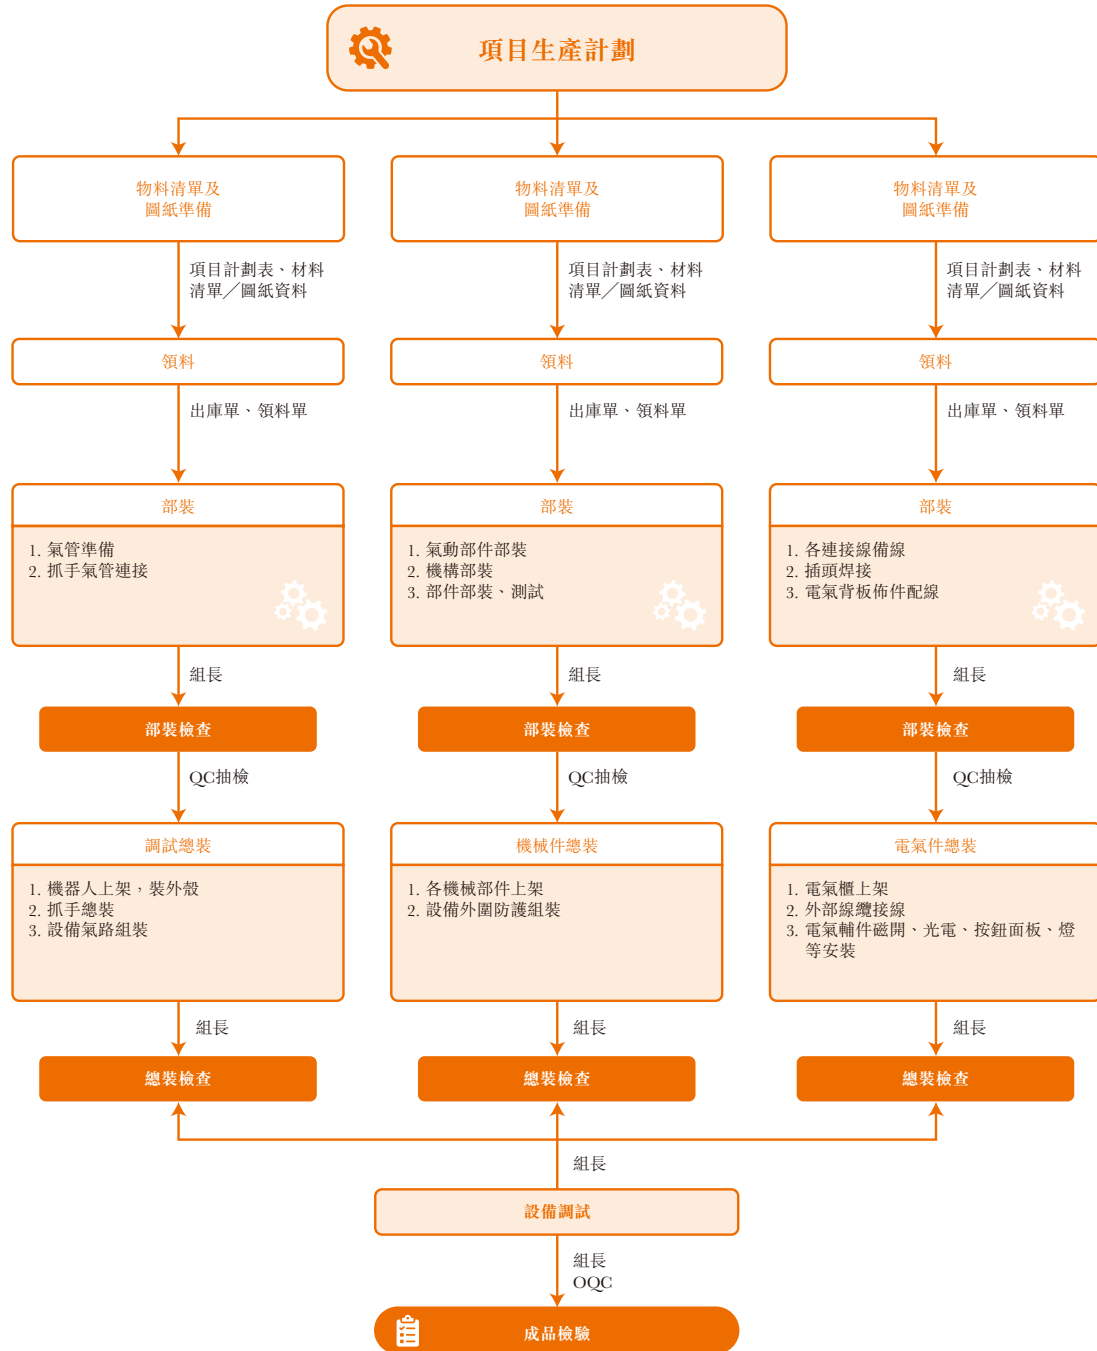 項目生產計劃
物料清單及
圖紙準備
物料清單及
圖紙準備
物料清單及
圖紙準備
項目計劃表、材料
清單／圖紙資料
項目計劃表、材料
清單／圖紙資料
項目計劃表、材料
清單／圖紙資料
領料
領料
領料
出庫單、領料單
出庫單、領料單
出庫單、領料單
部裝
1. 氣管準備
2. 抓手氣管連接
部裝
1. 氣動部件部裝
2. 機構部裝
3. 部件部裝、測試
部裝
1. 各連接線備線
2. 插頭焊接
3. 電氣背板佈件配線
組長
組長
組長
部裝檢查
部裝檢查
部裝檢查
QC抽檢
QC抽檢
QC抽檢
調試總裝
1. 機器人上架，裝外殼
2. 抓手總裝
3. 設備氣路組裝
機械件總裝
1. 各機械部件上架
2. 設備外圍防護組裝
電氣件總裝
1. 電氣櫃上架
2. 外部線纜接線
3. 電氣輔件磁開、光電、按鈕面板、燈
等安裝
組長
組長
組長
總裝檢查
總裝檢查
總裝檢查
組長
設備調試
組長
OQC
成品檢驗